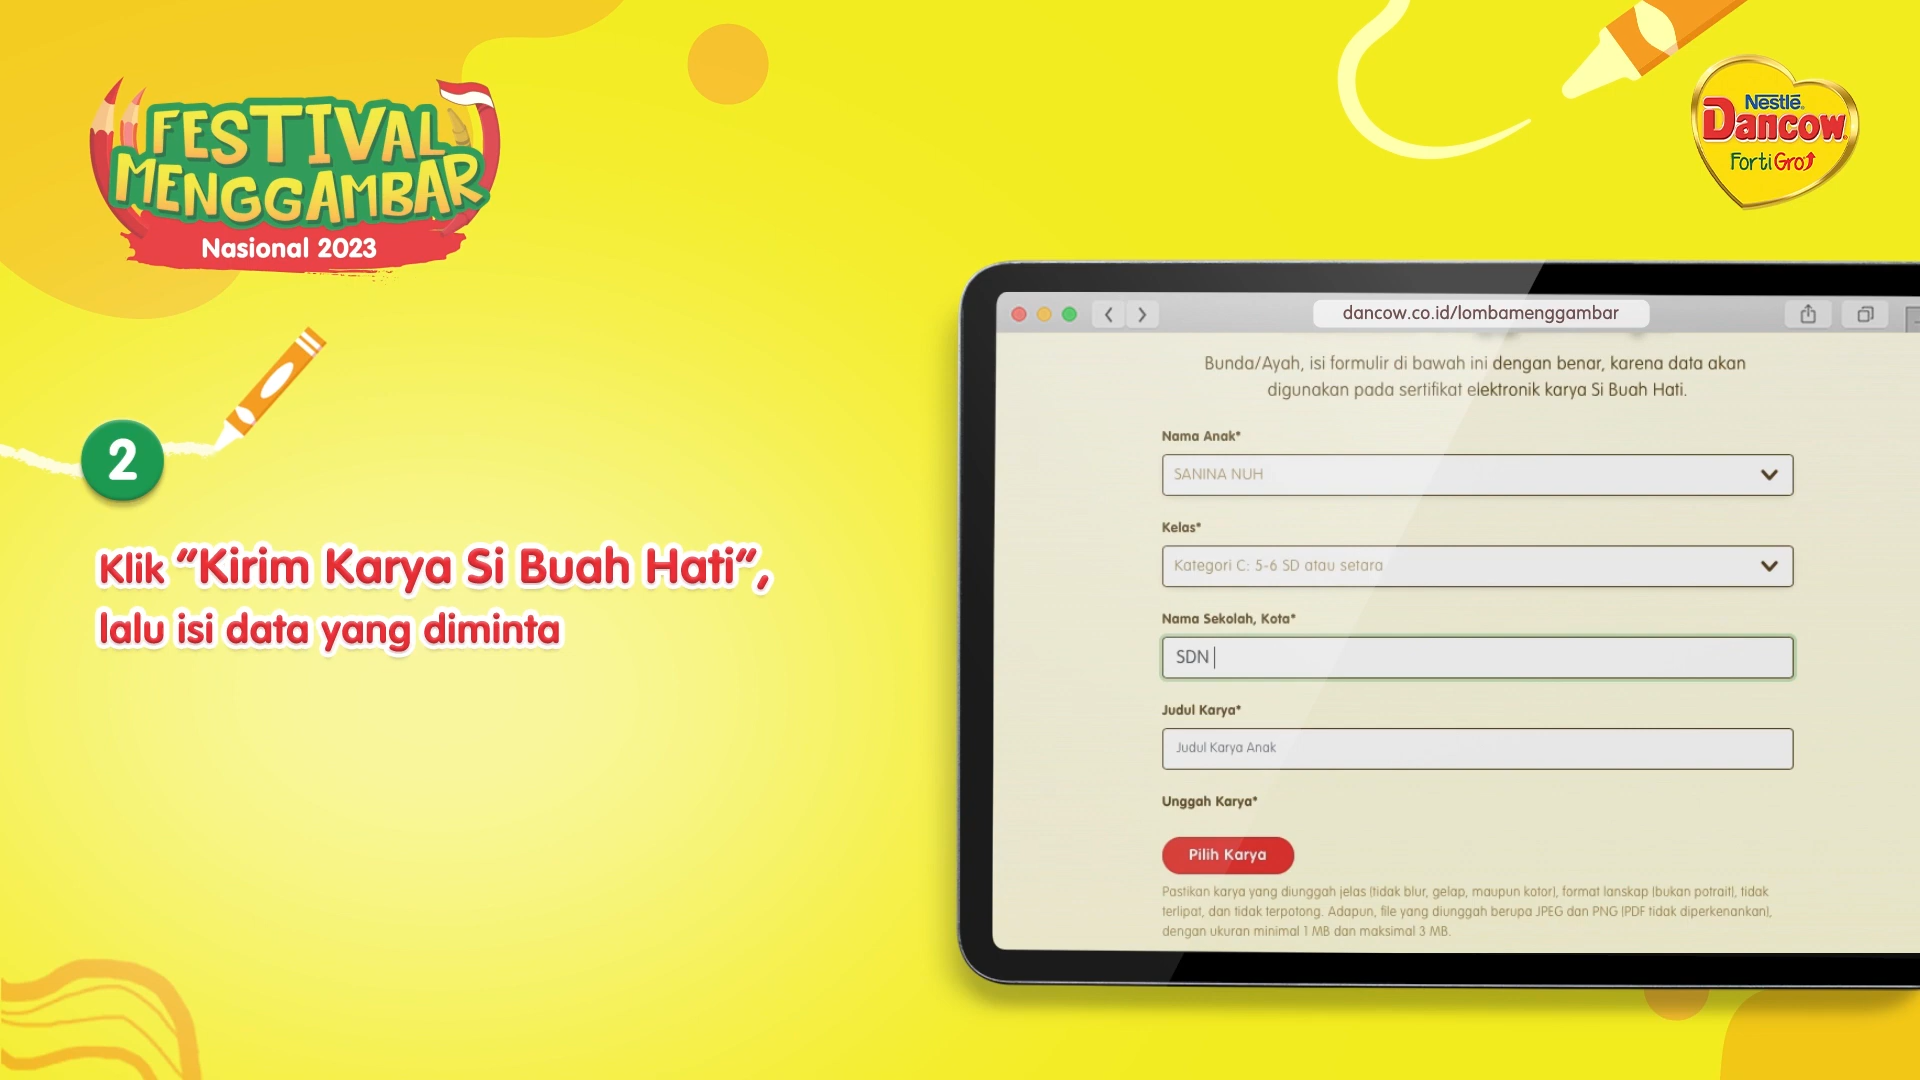 FESTIVAL
MENGGAMBAR
Nasional 2023
Nestlē
Dancow
FortiGro
2
Klik "Kirim Karya Si Buah Hati",
lalu isi data yang diminta
dancow.co.id/lombamenggambar
Bunda/Ayah, isi formulir di bawah ini dengan benar, karena data akan
digunakan pada sertifikat elektronik karya Si Buah Hati.
Nama Anak*
SANINA NUH
Kelas*
Kategori C: 5-6 SD atau setara
Nama Sekolah, Kota*
SDN
Judul Karya*
Judul Karya Anak
Unggah Karya*
Pilih Karya
Pastikan karya yang diunggah jelas (tidak blur, gelap, maupun kotor), format lanskap (bukan potrait), tidak
terlipat, dan tidak terpotong. Adapun, file yang diunggah berupa JPEG dan PNG (PDF tidak diperkenankan),
dengan ukuran minimal 1 MB dan maksimal 3 MB.